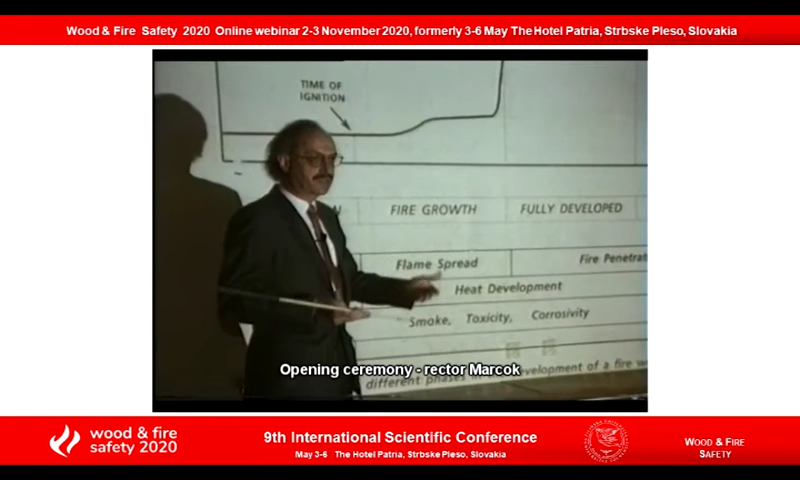 Wood & Fire Safety 2020 Online webinar 2-3 November 2020, formerly 3-6 May The Hotel Patria, Strbske Pleso, Slovakia
TIME OF
IGNITION
FIRE GROWTH
FULLY DEVELOPED
Flame Spread
Heat Development
Smoke, Toxicity, Corrosivity
different phases
development of a fire
Opening ceremony - rector Marcok
wood & fire
safety 2020
9th International Scientific Conference
May 3-6 The Hotel Patria, Strbske Pleso, Slovakia
WOOD & FIRE
SAFETY